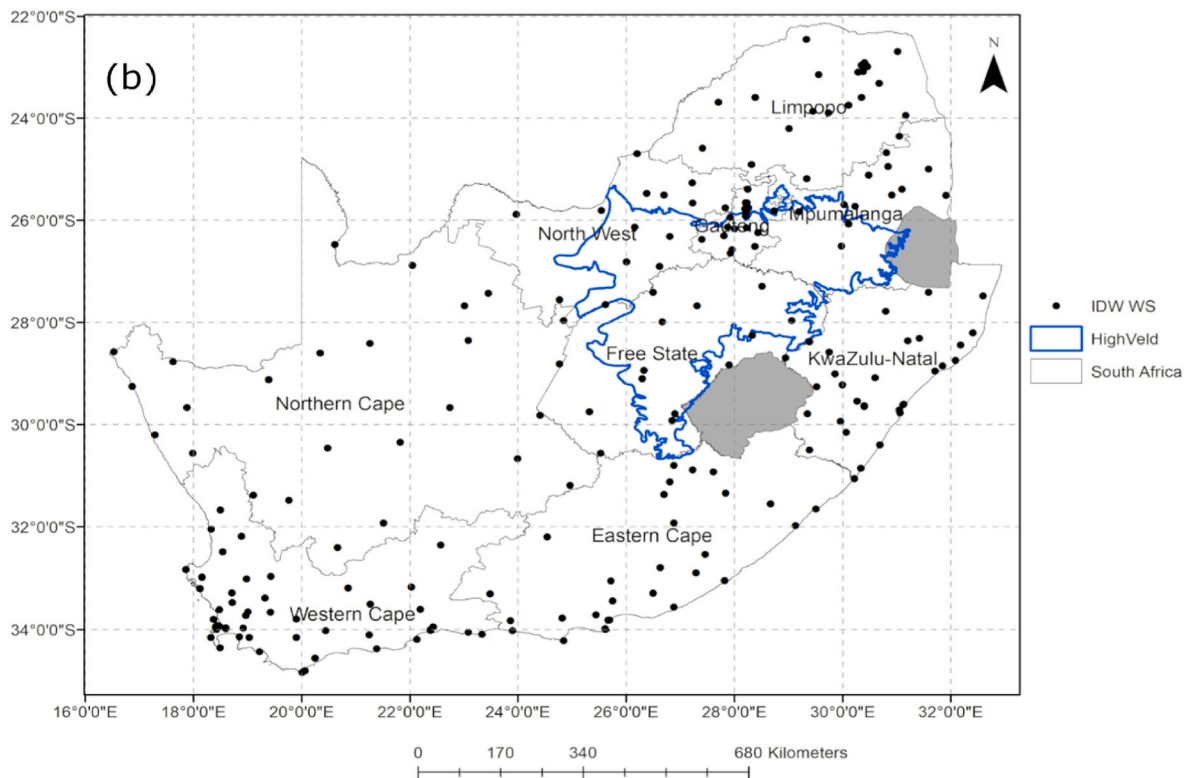 22°0'0"S
(b)
N
24°0'0"S
Limpopo
26°0'0"S
North West
Gauteng
Mpumalanga
28°0'0"S
Free State
KwaZulu-Natal
IDW WS
HighVeld
South Africa
Northern Cape
30°0'0"S
32°0'0"S
Eastern Cape
Western Cape
34°0'0"S
16°0'0"E 18°0'0"E 20°0'0"E 22°0'0"E 24°0'0"E 26°0'0"E 28°0'0"E 30°0'0"E 32°0'0"E
0 170 340 680 Kilometers